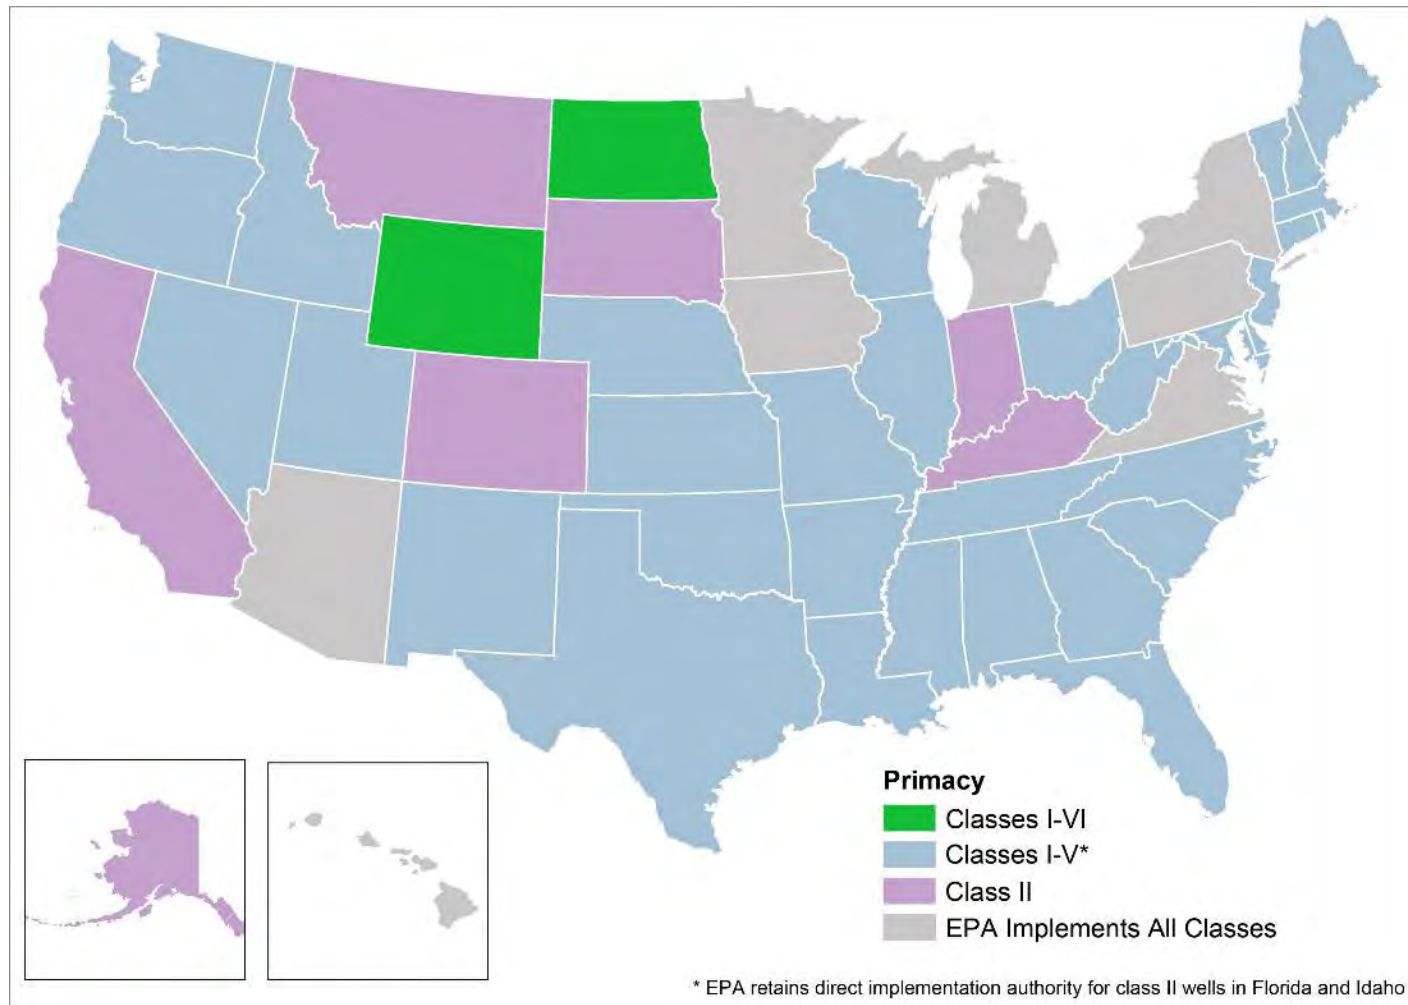 Primacy
Classes I-VI
Classes I-V*
Class II
EPA Implements All Classes
* EPA retains direct implementation authority for class II wells in Florida and Idaho